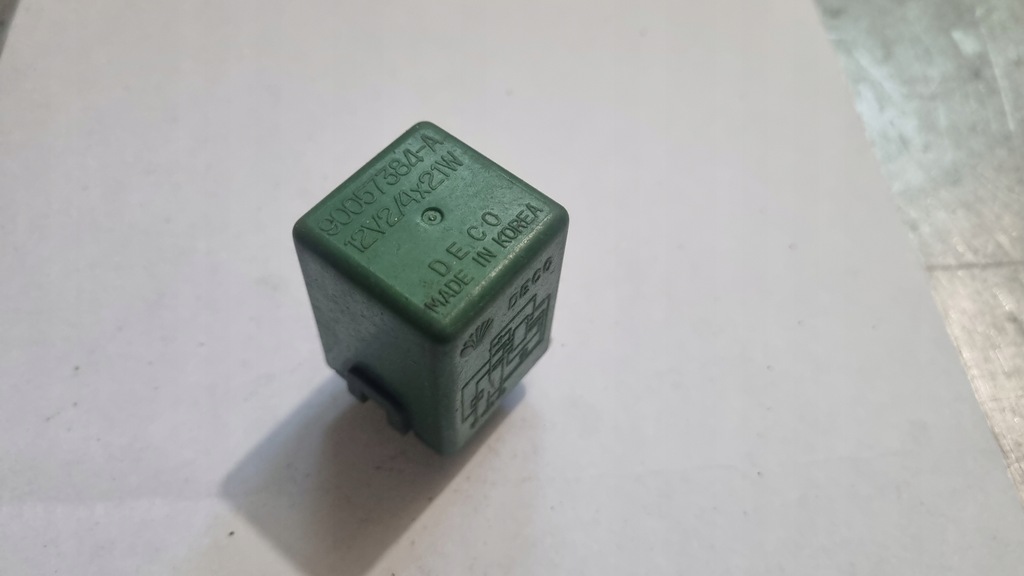 90057384-A
12V2/4x21W
DECO
MADE IN KOREA
DECO